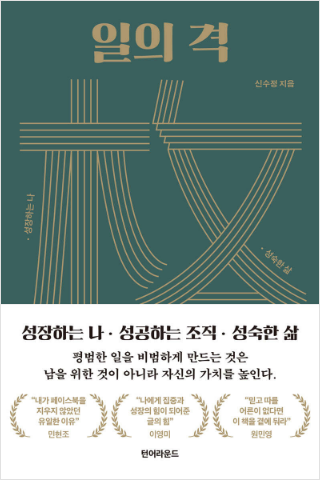 일의 격
신수정 지음
· 성장하는 나
· 성숙한 삶
성장하는 나 · 성공하는 조직 · 성숙한 삶
평범한 일을 비범하게 만드는 것은
남을 위한 것이 아니라 자신의 가치를 높인다.
“내가 페이스북을
지우지 않았던
유일한 이유”
민현조
“나에게 집중과
성장의 힘이 되어준
글의 힘”
이영미
“믿고 따를
어른이 없다면
이 책을 곁에 둬라”
원민영
턴어라운드